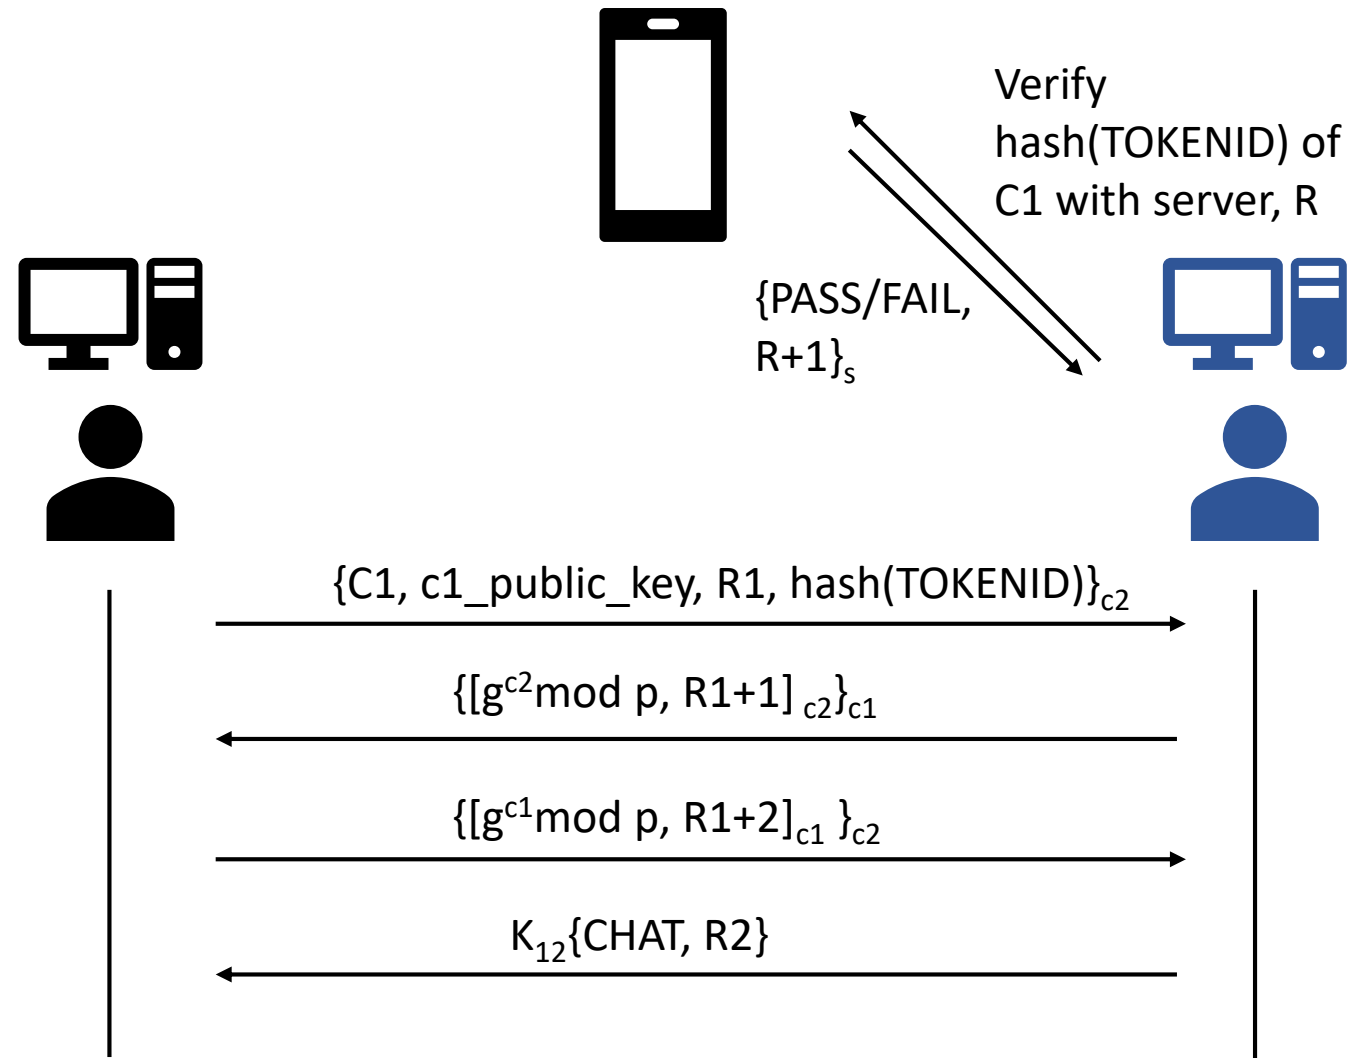 Verify
hash(TOKENID) of
C1 with server, R
{PASS/FAIL,
R+1}ₛ
{C1, c1_public_key, R1, hash(TOKENID)}c2
{[gᶜ²mod p, R1+1] c2}c1
{[gᶜ¹mod p, R1+2]c1 }c2
K₁₂{CHAT, R2}